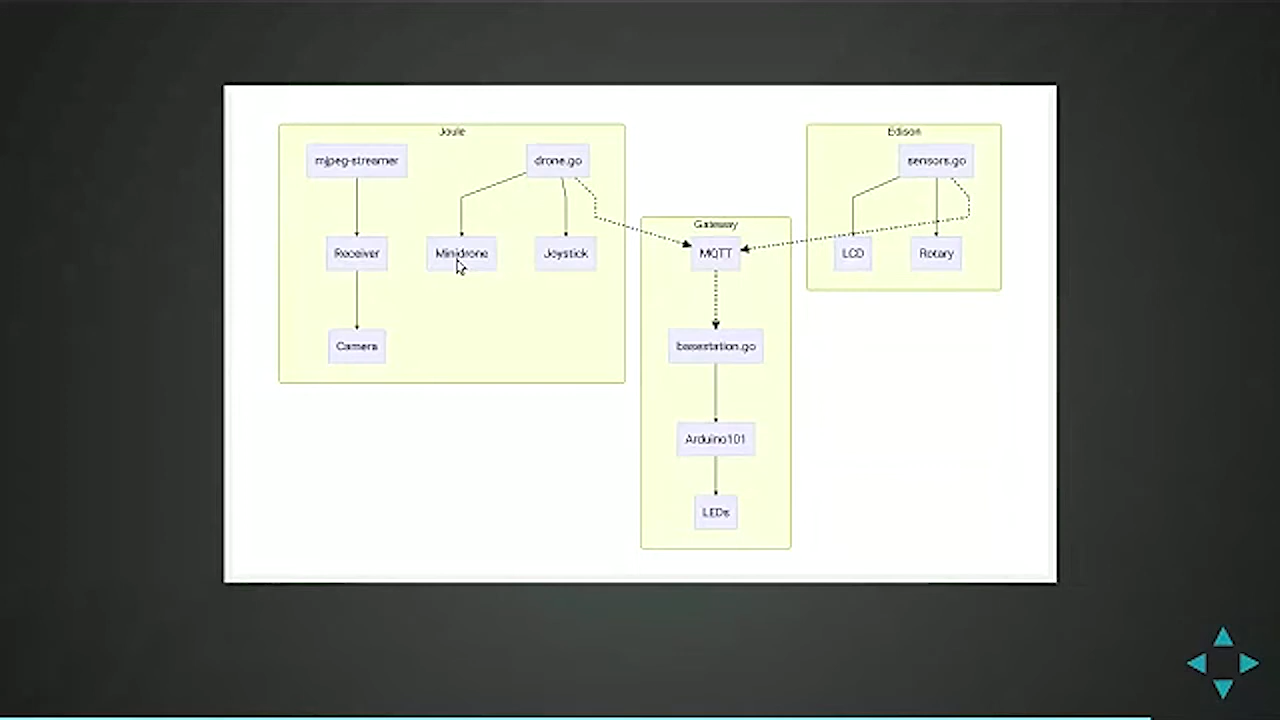 Joule
mjpeg-streamer
drone.go
Receiver
Minidrone
Joystick
Camera
Gateway
MQTT
basestation.go
Arduino101
LEDs
Edison
sensors.go
LCD
Rotary